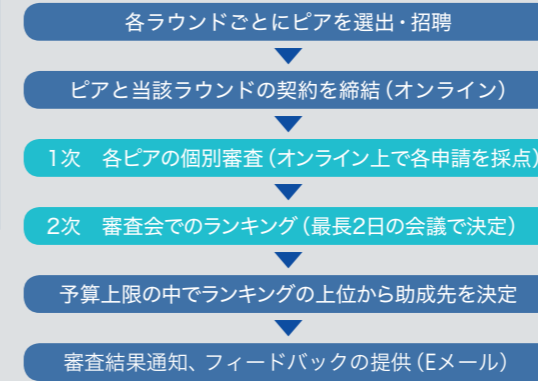 各ラウンドごとにピアを選出・招聘
ピアと当該ラウンドの契約を締結（オンライン）
1次　各ピアの個別審査（オンライン上で各申請を採点）
2次　審査会でのランキング（最長2日の会議で決定）
予算上限の中でランキングの上位から助成先を決定
審査結果通知、フィードバックの提供（Eメール）